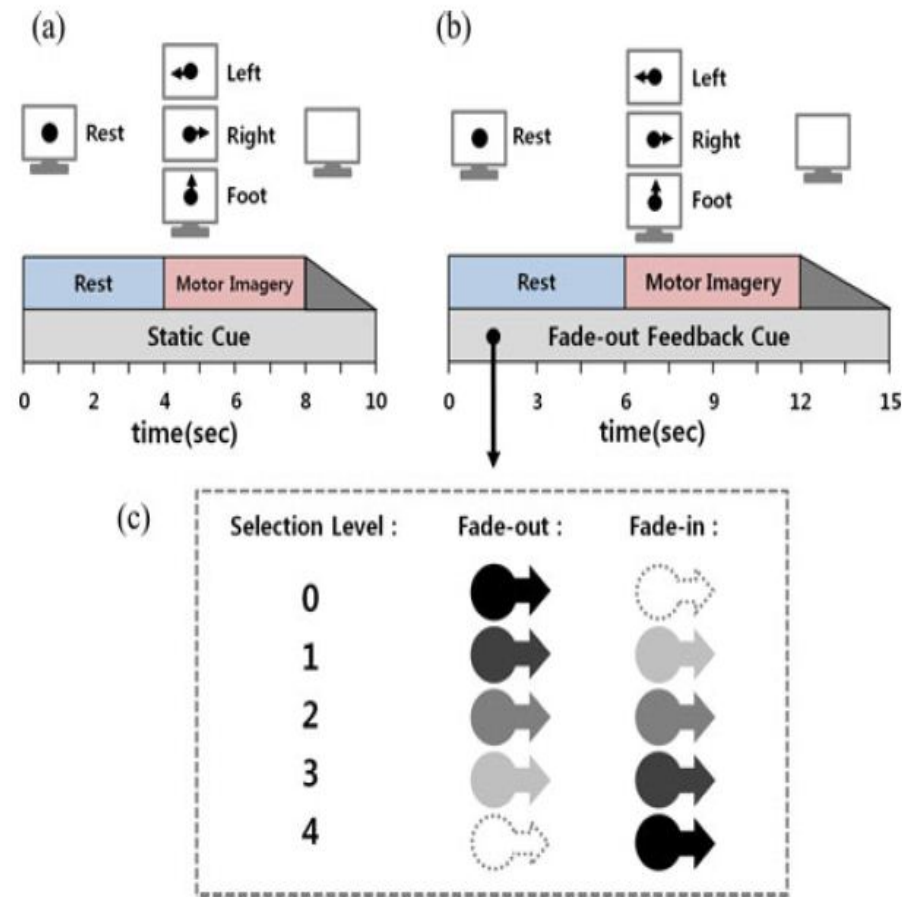 (a)
Rest
Left
Right
Foot
Rest Motor Imagery
Static Cue
0 2 4 6 8 10
time(sec)
(b)
Rest
Left
Right
Foot
Rest Motor Imagery
Fade-out Feedback Cue
0 3 6 9 12 15
time(sec)
(c)
Selection Level : Fade-out : Fade-in :
0
1
2
3
4